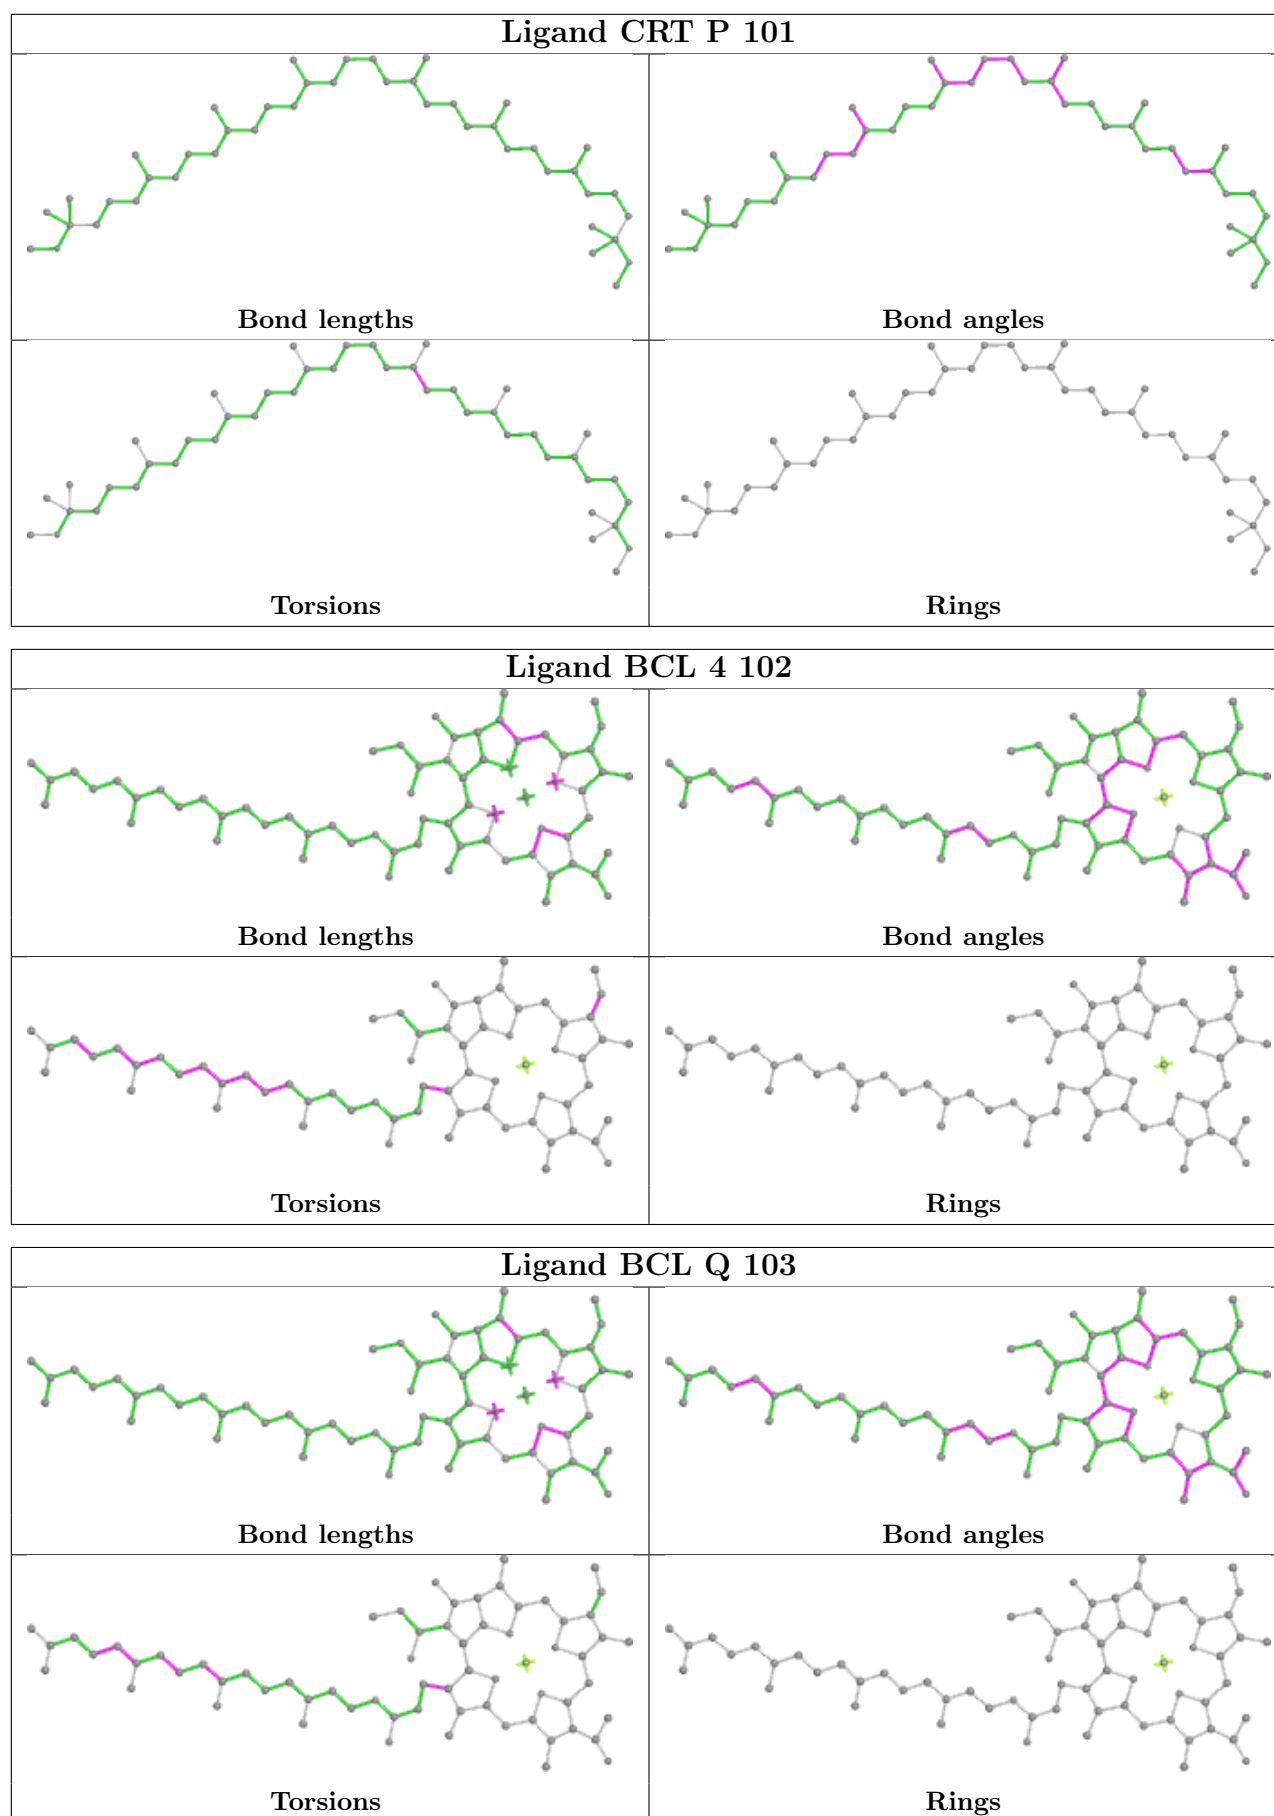 Ligand CRT P 101
Bond lengths
Bond angles
Torsions
Rings
Ligand BCL 4 102
Bond lengths
Bond angles
Torsions
Rings
Ligand BCL Q 103
Bond lengths
Bond angles
Torsions
Rings